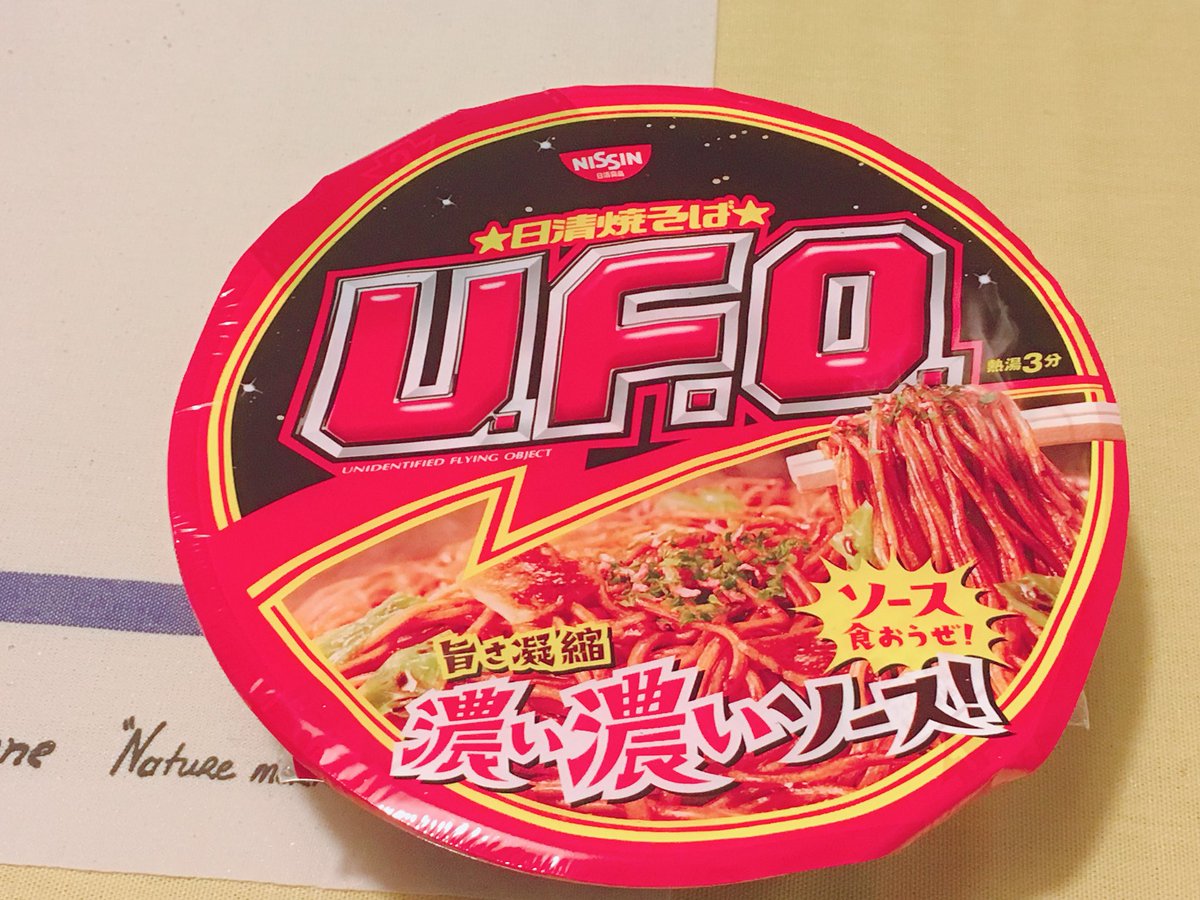 NISSIN
日清食品
★日清焼そば★
U.F.O.
熱湯3分
UNIDENTIFIED FLYING OBJECT
ソース
食おうぜ!
旨さ凝縮
濃い濃いソース!
"Nature